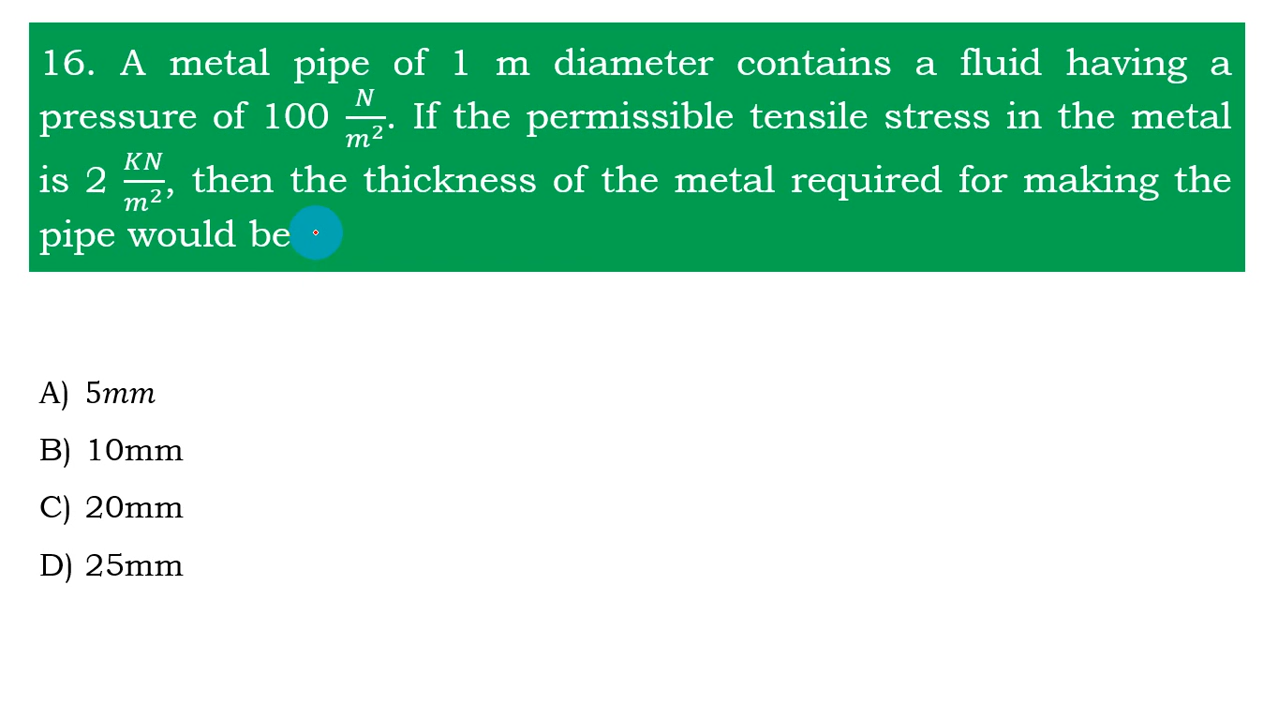 16. A metal pipe of 1 m diameter contains a fluid having a
pressure of 100 N/m². If the permissible tensile stress in the metal
is 2 KN/m², then the thickness of the metal required for making the
pipe would be
A) 5mm
B) 10mm
C) 20mm
D) 25mm